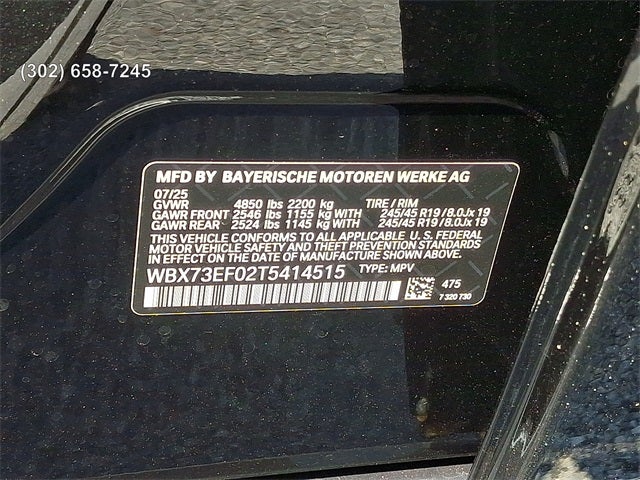 (302) 658-7245
MFD BY BAYERISCHE MOTOREN WERKE AG
07/25
GVWR 4850 lbs 2200 kg TIRE / RIM
GAWR FRONT 2546 lbs 1155 kg WITH 245/45 R19 / 8.0Jx 19
GAWR REAR 2524 lbs 1145 kg WITH 245/45 R19 / 8.0Jx 19
THIS VEHICLE CONFORMS TO ALL APPLICABLE U. S. FEDERAL
MOTOR VEHICLE SAFETY AND THEFT PREVENTION STANDARDS
IN EFFECT ON THE DATE OF MANUFACTURE SHOWN ABOVE.
WBX73EF02T5414515 TYPE: MPV
475
7 320 730